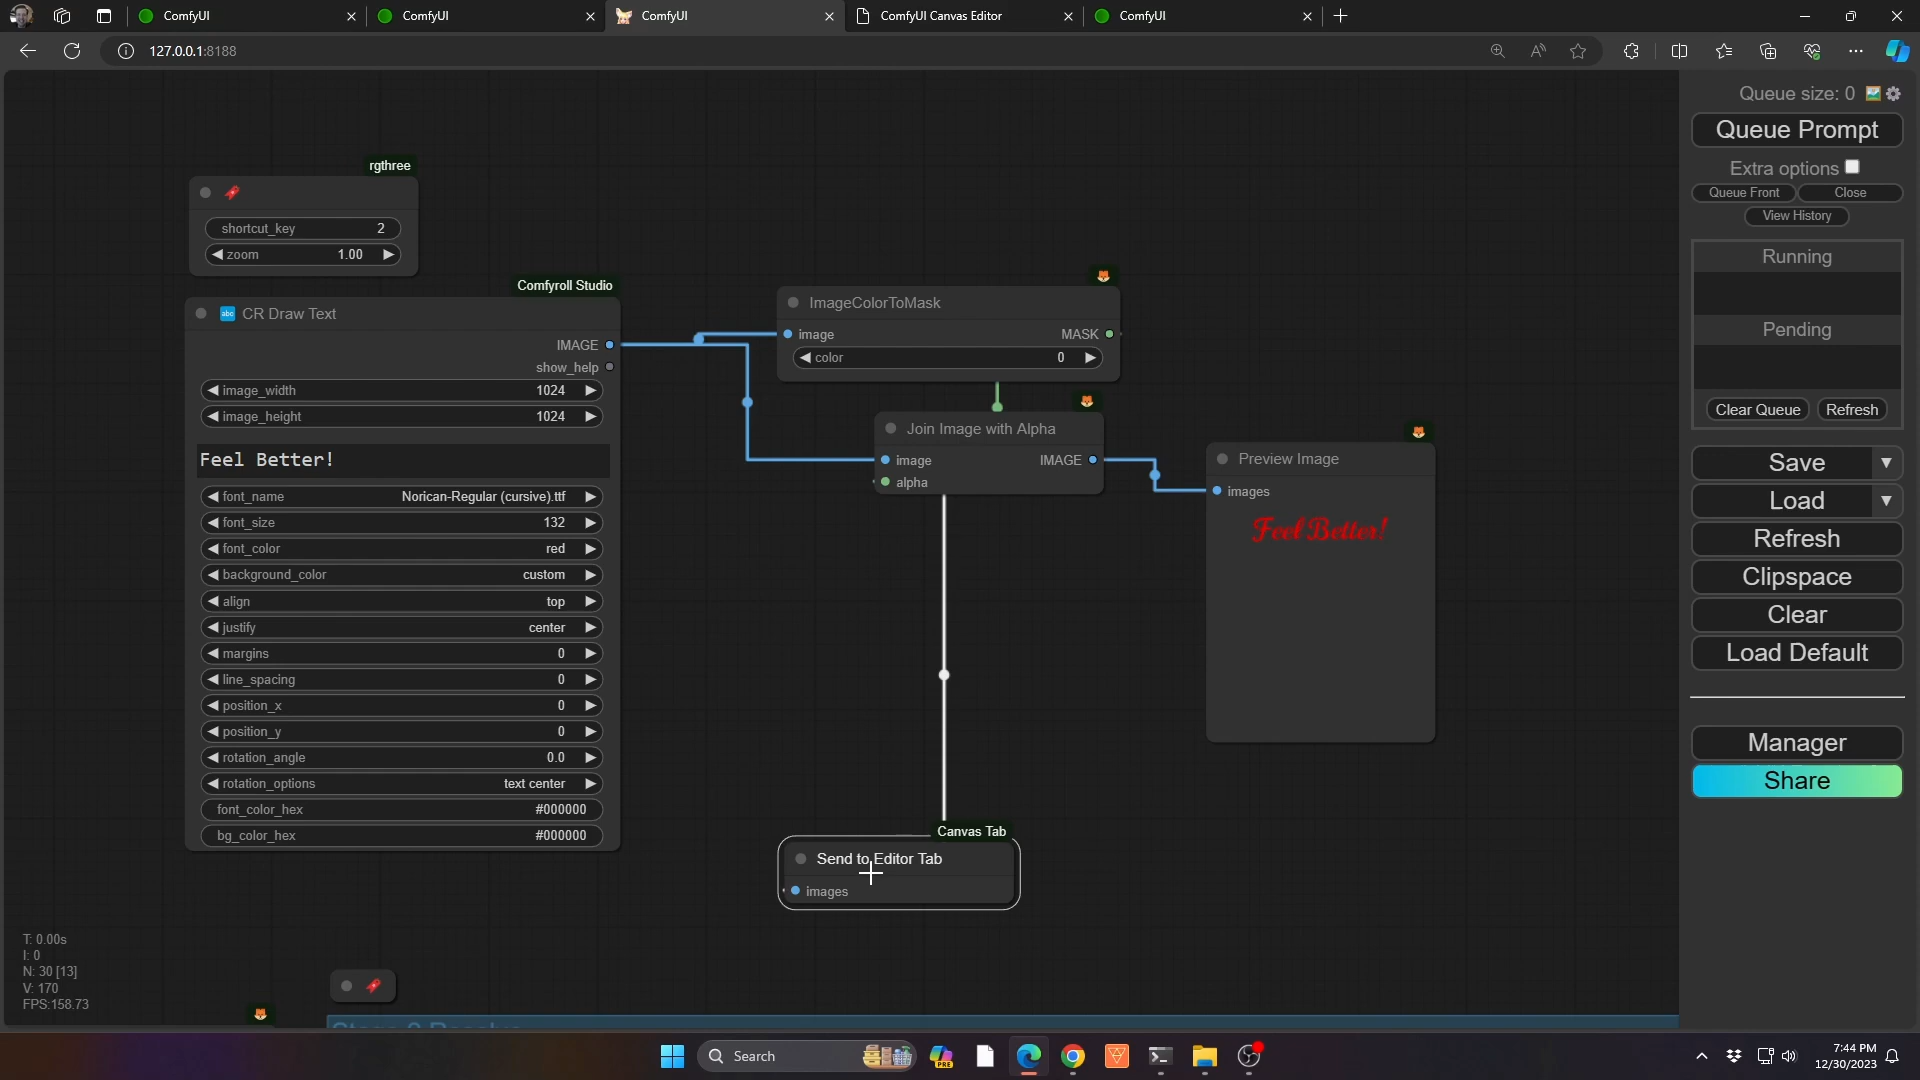 ComfyUI
ComfyUI
ComfyUI
ComfyUI Canvas Editor
ComfyUI
127.0.0.1:8188
Queue size: 0
Queue Prompt
Extra options
Queue Front
Close
View History
Running
Pending
Clear Queue
Refresh
Save
Load
Refresh
Clipspace
Clear
Load Default
Manager
Share
rgthree
shortcut_key 2
zoom 1.00
Comfyroll Studio
abc CR Draw Text
IMAGE
show_help
image_width 1024
image_height 1024
Feel Better!
font_name Norican-Regular (cursive).ttf
font_size 132
font_color red
background_color custom
align top
justify center
margins 0
line_spacing 0
position_x 0
position_y 0
rotation_angle 0.0
rotation_options text center
font_color_hex #000000
bg_color_hex #000000
ImageColorToMask
image MASK
color 0
Join Image with Alpha
image IMAGE
alpha
Preview Image
images
Feel Better!
Canvas Tab
Send to Editor Tab
images
T: 0.00s
I: 0
N: 30 [13]
V: 170
FPS:158.73
Search
PRE
7:44 PM
12/30/2023